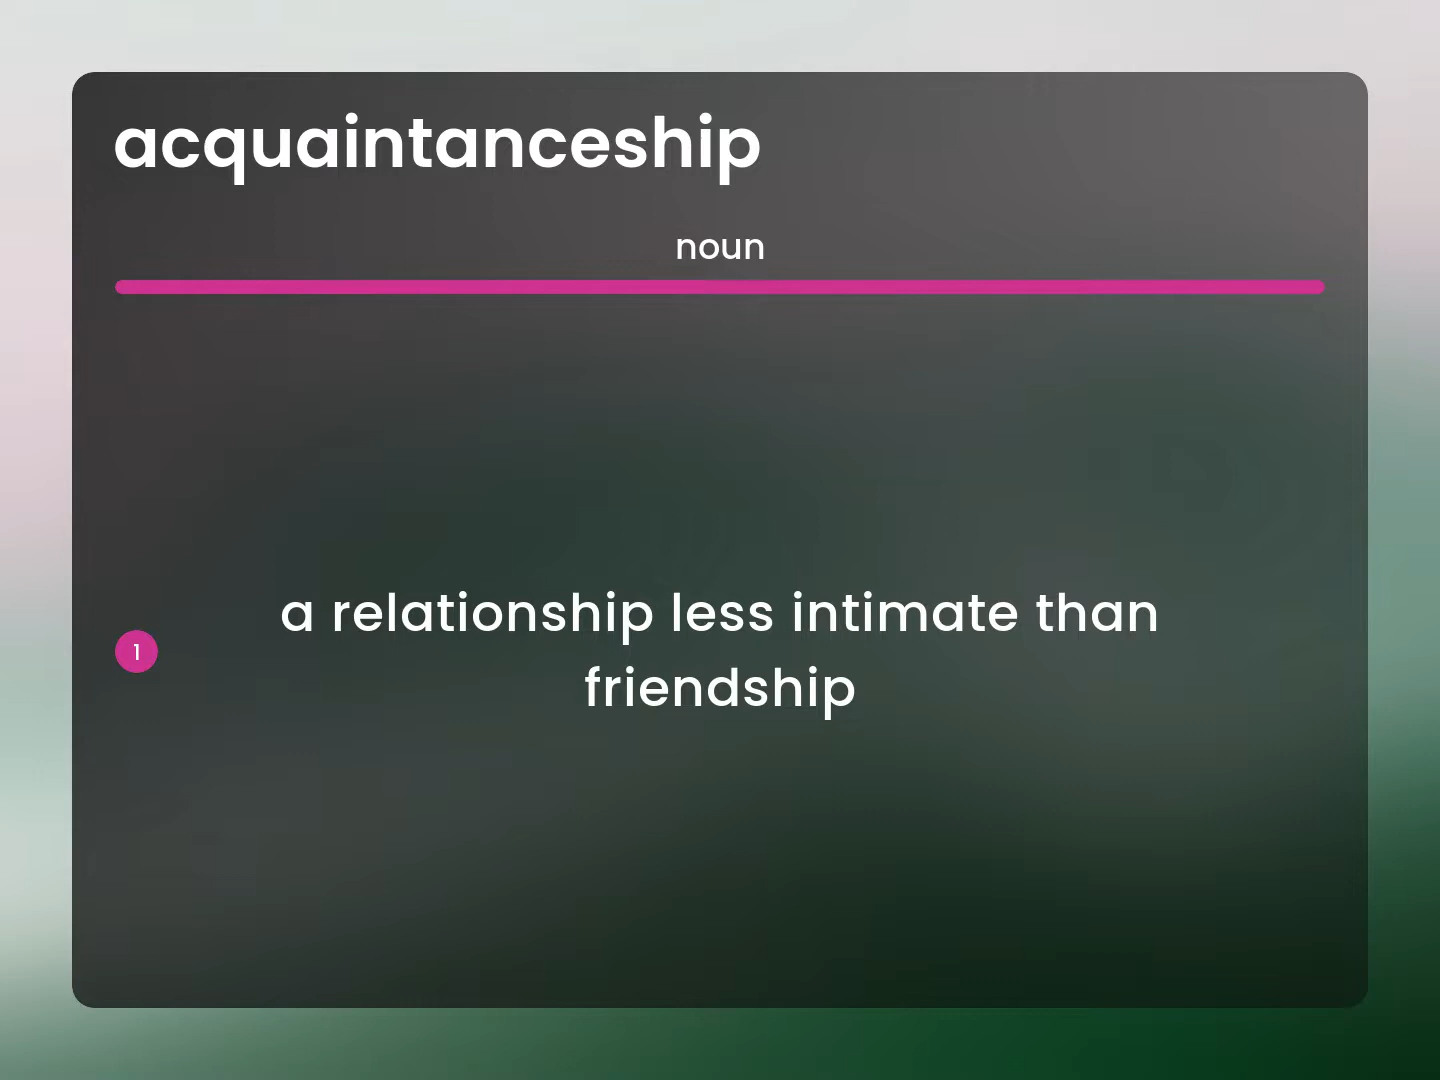 acquaintanceship
noun
1
a relationship less intimate than
friendship